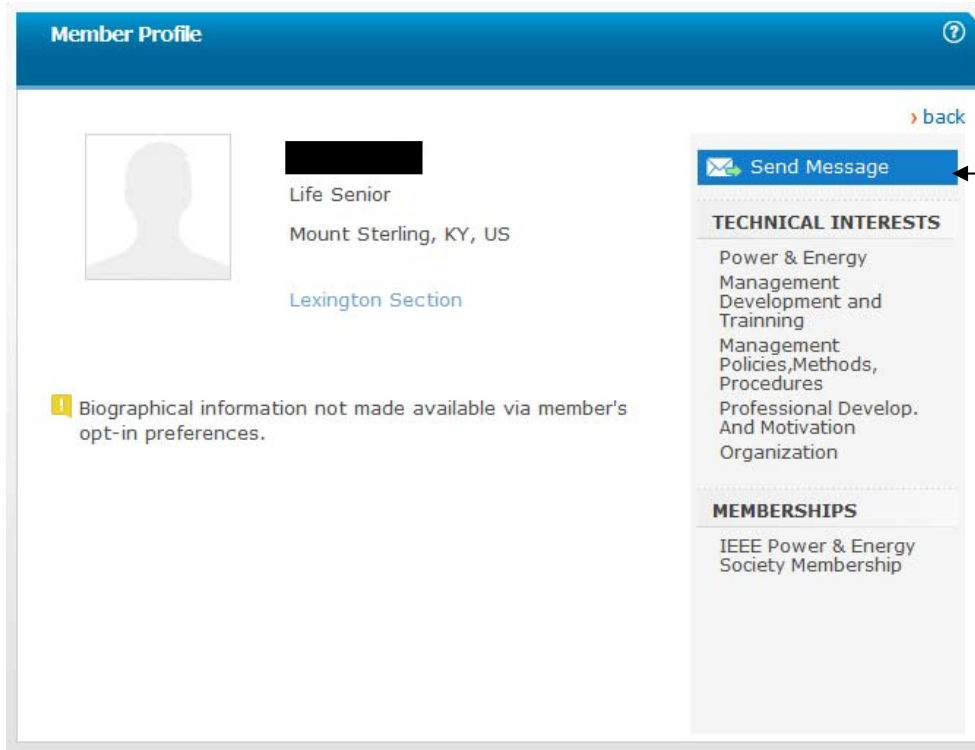 Member Profile
?
› back
Life Senior
Mount Sterling, KY, US
Lexington Section
! Biographical information not made available via member's
opt-in preferences.
Send Message
TECHNICAL INTERESTS
Power & Energy
Management
Development and
Trainning
Management
Policies,Methods,
Procedures
Professional Develop.
And Motivation
Organization
MEMBERSHIPS
IEEE Power & Energy
Society Membership